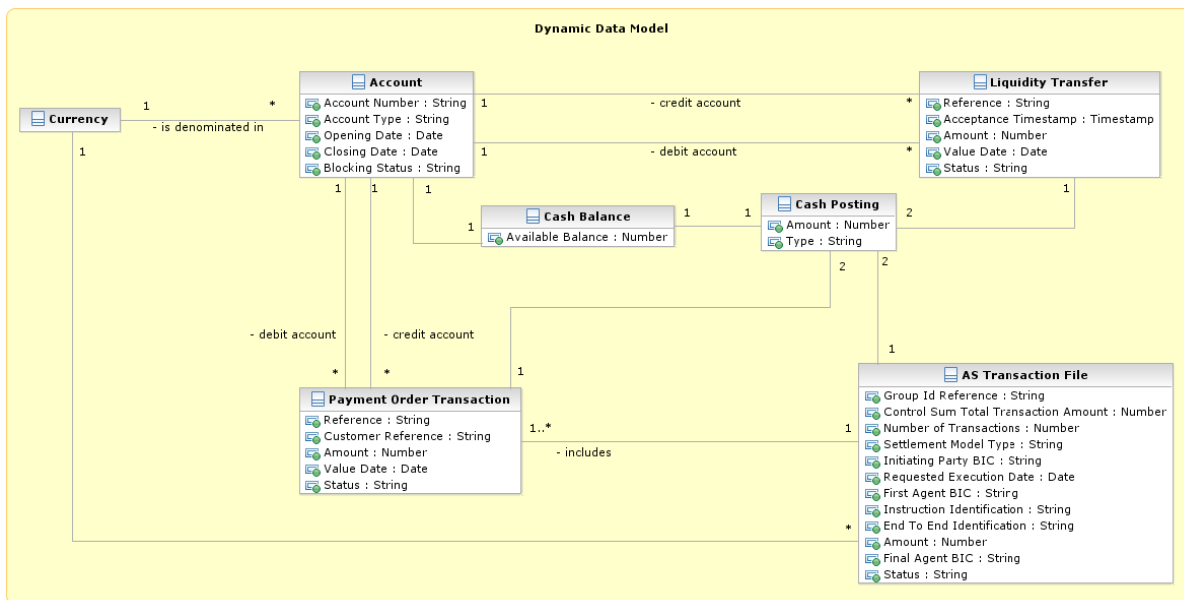 Dynamic Data Model
Account
Account Number : String
Account Type : String
Opening Date : Date
Closing Date : Date
Blocking Status : String
Liquidity Transfer
Reference : String
Acceptance Timestamp : Timestamp
Amount : Number
Value Date : Date
Status : String
Currency
1
*
- is denominated in
1
1
- credit account
*
1
- debit account
*
1
1
1
1
Cash Balance
Available Balance : Number
1
1
1
Cash Posting
Amount : Number
Type : String
2
1
2
2
- debit account
- credit account
*
*
1
1
Payment Order Transaction
Reference : String
Customer Reference : String
Amount : Number
Value Date : Date
Status : String
1..*
1
- includes
*
AS Transaction File
Group Id Reference : String
Control Sum Total Transaction Amount : Number
Number of Transactions : Number
Settlement Model Type : String
Initiating Party BIC : String
Requested Execution Date : Date
First Agent BIC : String
Instruction Identification : String
End To End Identification : String
Amount : Number
Final Agent BIC : String
Status : String